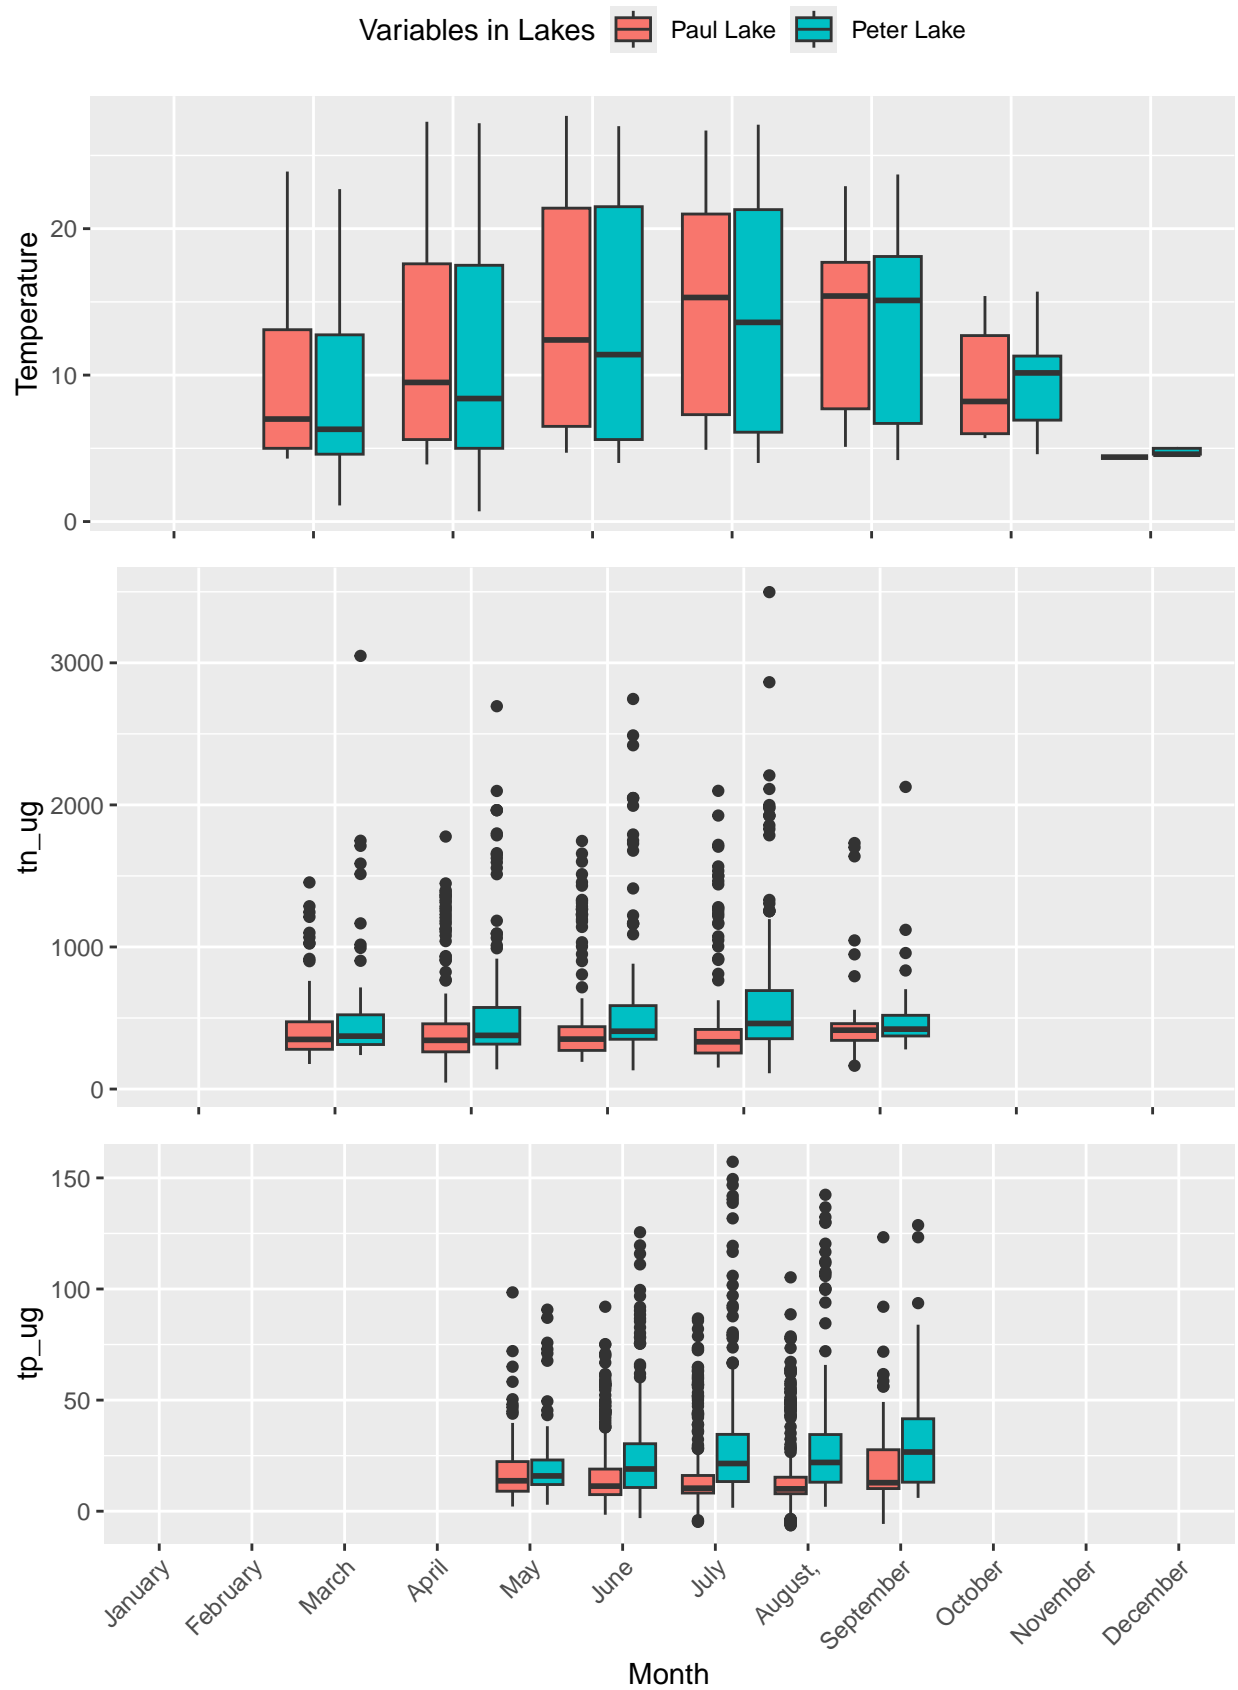 Variables in Lakes Paul Lake Peter Lake
Temperature
20
10
0
tn_ug
3000
2000
1000
0
tp_ug
150
100
50
0
January February March April May June July August, September October November December
Month